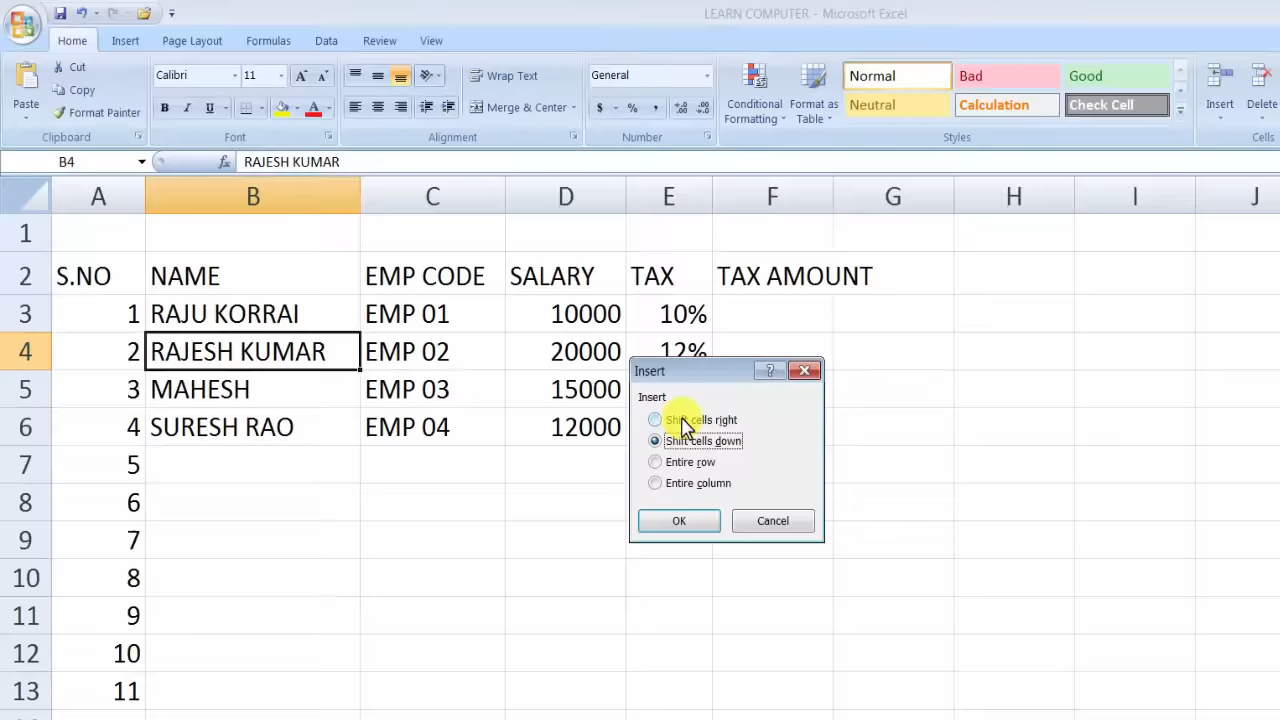 LEARN COMPUTER - Microsoft Excel
Home Insert Page Layout Formulas Data Review View
Paste
Cut
Copy
Format Painter
Clipboard
Calibri 11
B I U
Font
Wrap Text
Merge & Center
Alignment
General
$ % ,
Number
Conditional Formatting
Format as Table
Normal Bad Good
Neutral Calculation Check Cell
Styles
Insert Delete
Cells
B4 fx RAJESH KUMAR
A B C D E F G H I J
1
2 S.NO NAME EMP CODE SALARY TAX TAX AMOUNT
3 1 RAJU KORRAI EMP 01 10000 10%
4 2 RAJESH KUMAR EMP 02 20000 12%
5 3 MAHESH EMP 03 15000
6 4 SURESH RAO EMP 04 12000
7 5
8 6
9 7
10 8
11 9
12 10
13 11
Insert
Insert
Shift cells right
Shift cells down
Entire row
Entire column
OK Cancel